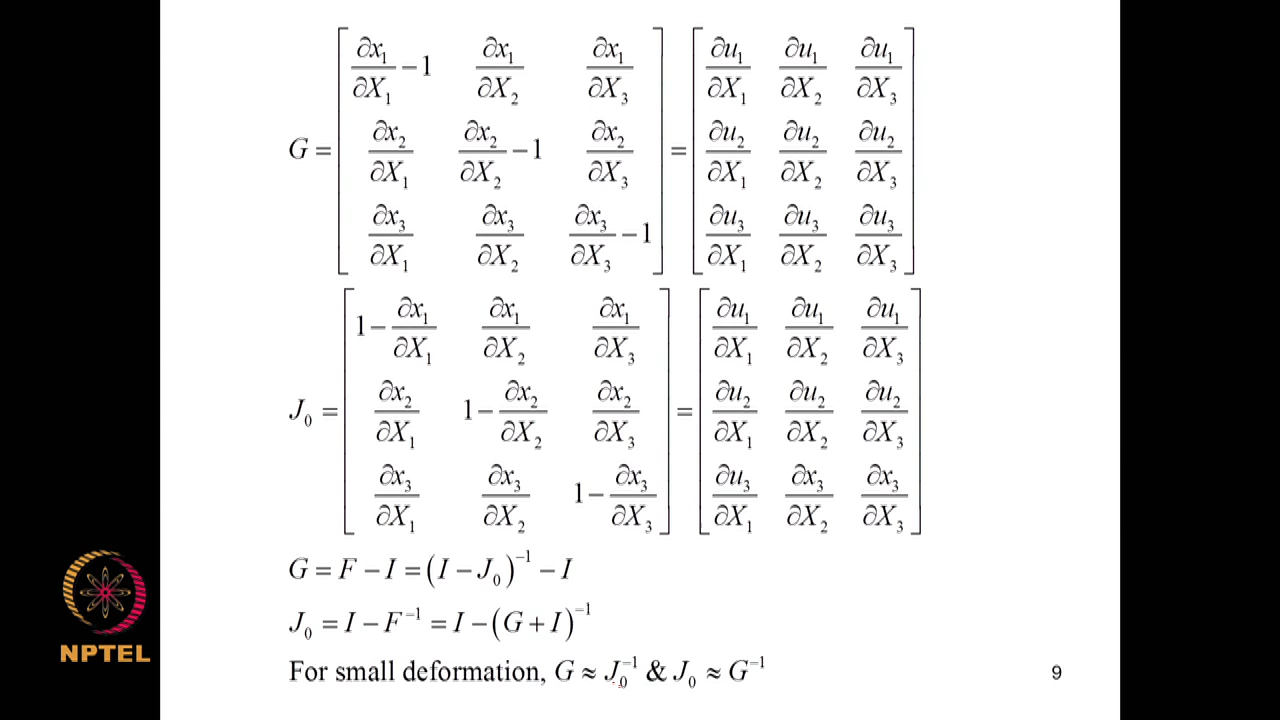 G = [ ∂x₁/∂X₁ − 1   ∂x₁/∂X₂   ∂x₁/∂X₃ ; ∂x₂/∂X₁   ∂x₂/∂X₂ − 1   ∂x₂/∂X₃ ; ∂x₃/∂X₁   ∂x₃/∂X₂   ∂x₃/∂X₃ − 1 ] = [ ∂u₁/∂X₁   ∂u₁/∂X₂   ∂u₁/∂X₃ ; ∂u₂/∂X₁   ∂u₂/∂X₂   ∂u₂/∂X₃ ; ∂u₃/∂X₁   ∂u₃/∂X₂   ∂u₃/∂X₃ ]
J₀ = [ 1 − ∂x₁/∂X₁   ∂x₁/∂X₂   ∂x₁/∂X₃ ; ∂x₂/∂X₁   1 − ∂x₂/∂X₂   ∂x₂/∂X₃ ; ∂x₃/∂X₁   ∂x₃/∂X₂   1 − ∂x₃/∂X₃ ] = [ ∂u₁/∂X₁   ∂u₁/∂X₂   ∂u₁/∂X₃ ; ∂u₂/∂X₁   ∂u₂/∂X₂   ∂u₂/∂X₃ ; ∂u₃/∂X₁   ∂x₃/∂X₂   ∂x₃/∂X₃ ]
G = F − I = (I − J₀)⁻¹ − I
J₀ = I − F⁻¹ = I − (G + I)⁻¹
For small deformation, G ≈ J₀⁻¹ & J₀ ≈ G⁻¹
NPTEL
9